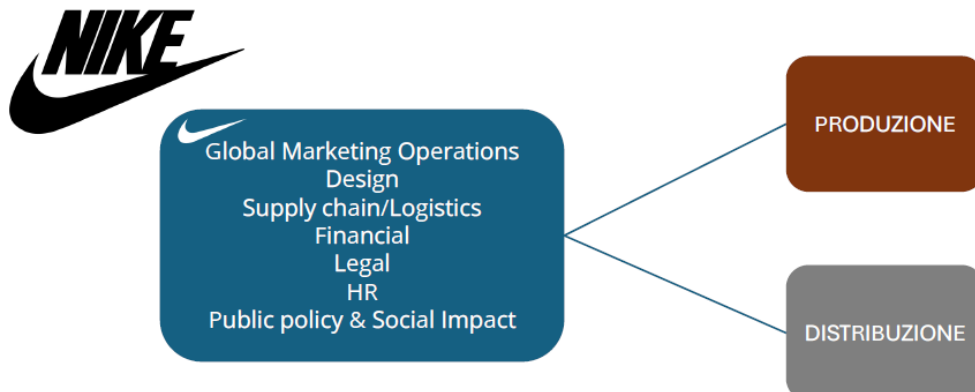 NIKE
Global Marketing Operations
Design
Supply chain/Logistics
Financial
Legal
HR
Public policy & Social Impact
PRODUZIONE
DISTRIBUZIONE